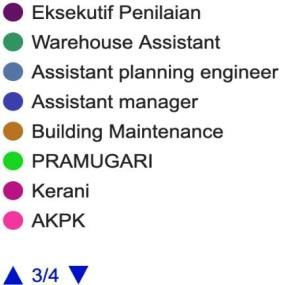 Eksekutif Penilaian
Warehouse Assistant
Assistant planning engineer
Assistant manager
Building Maintenance
PRAMUGARI
Kerani
AKPK
3/4